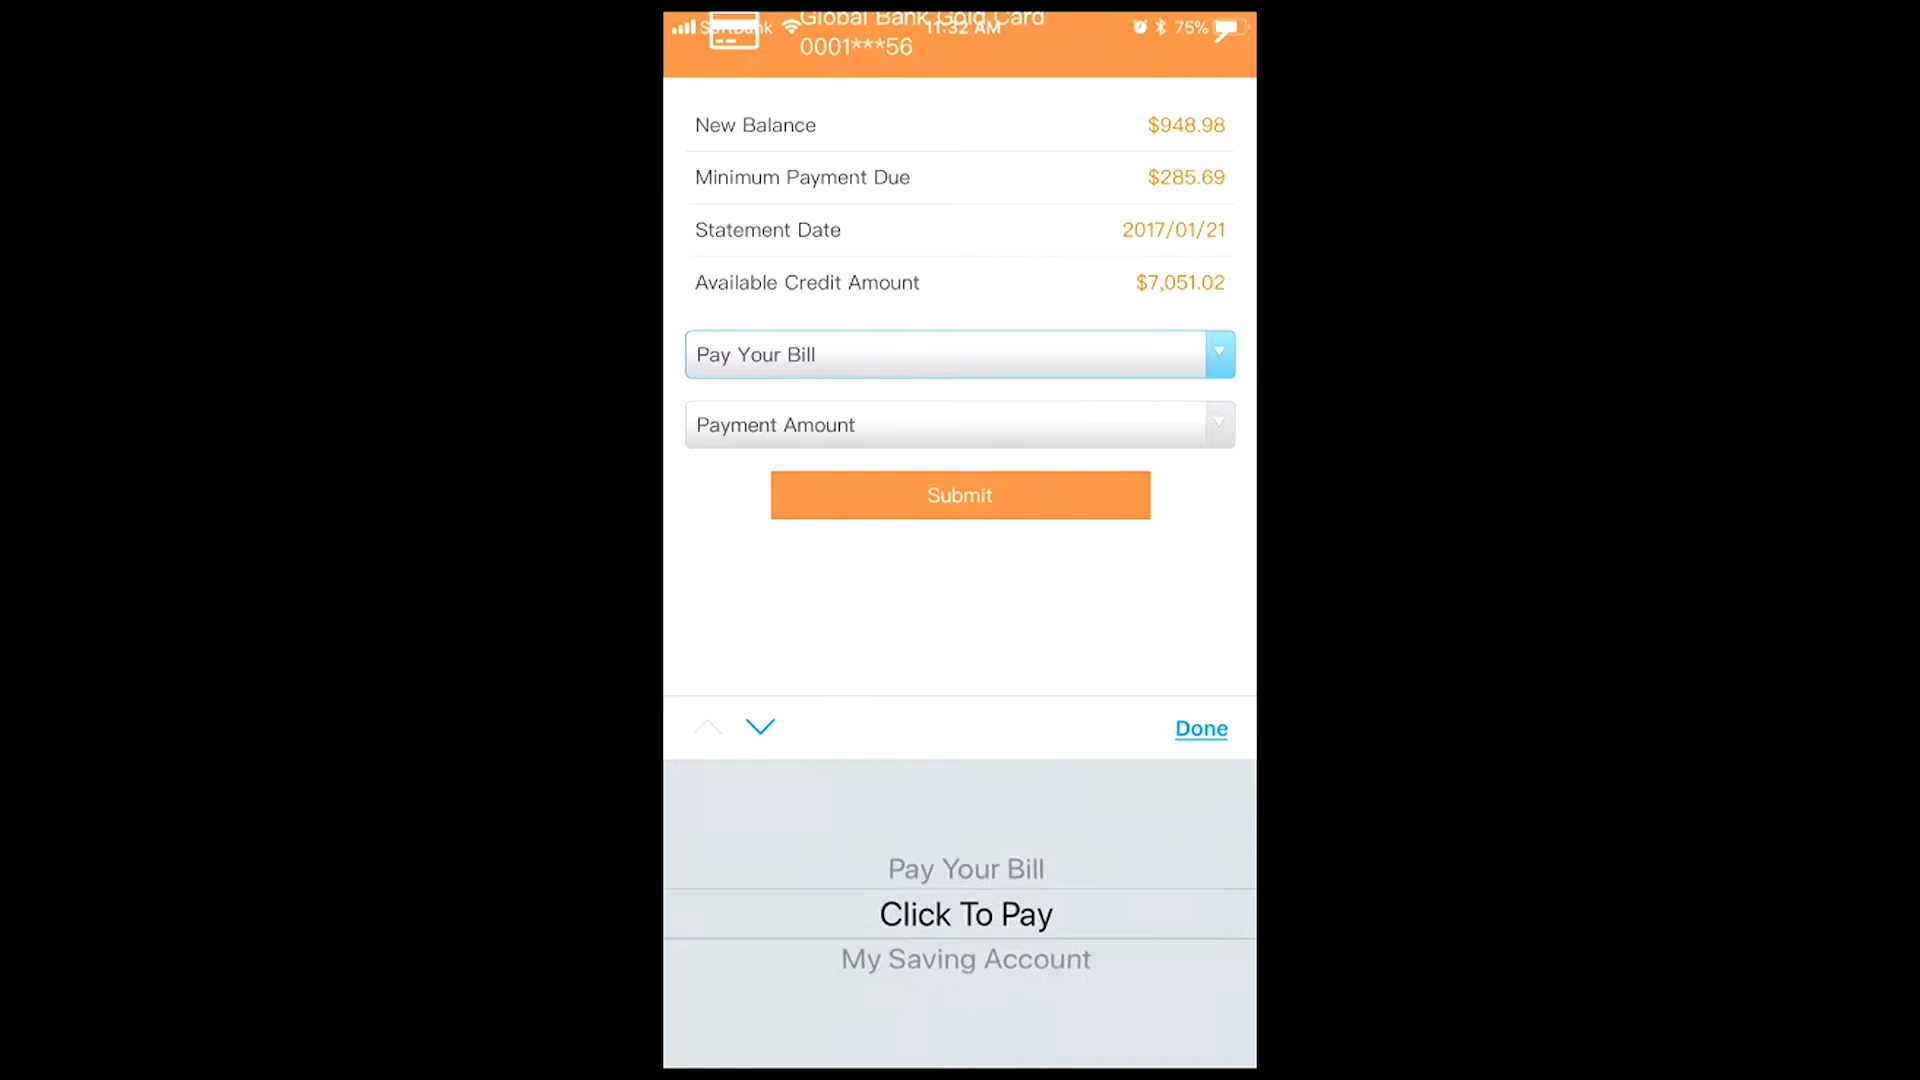 Global Bank Gold Card
SoftBank 11:32 AM 75%
0001***56
New Balance $948.98
Minimum Payment Due $285.69
Statement Date 2017/01/21
Available Credit Amount $7,051.02
Pay Your Bill
Payment Amount
Submit
Done
Pay Your Bill
Click To Pay
My Saving Account